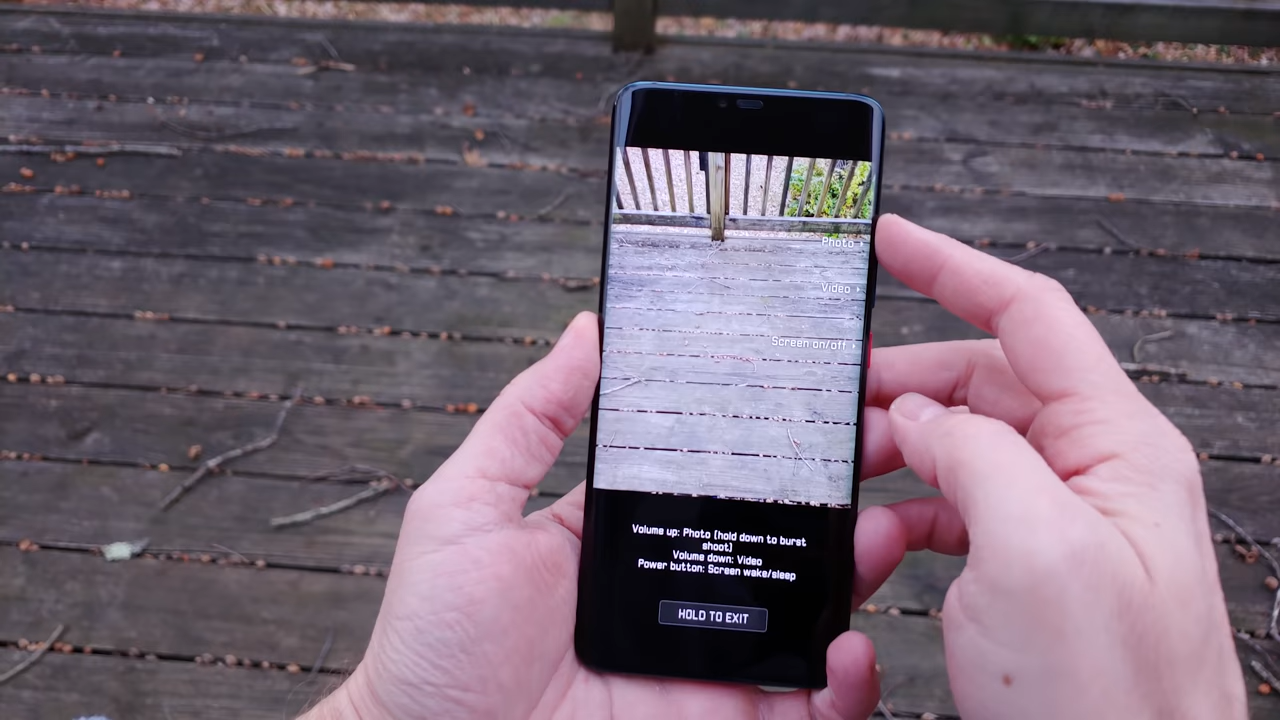 Photo
Video
Screen on/off
Volume up: Photo (hold down to burst
shoot)
Volume down: Video
Power button: Screen wake/sleep
HOLD TO EXIT